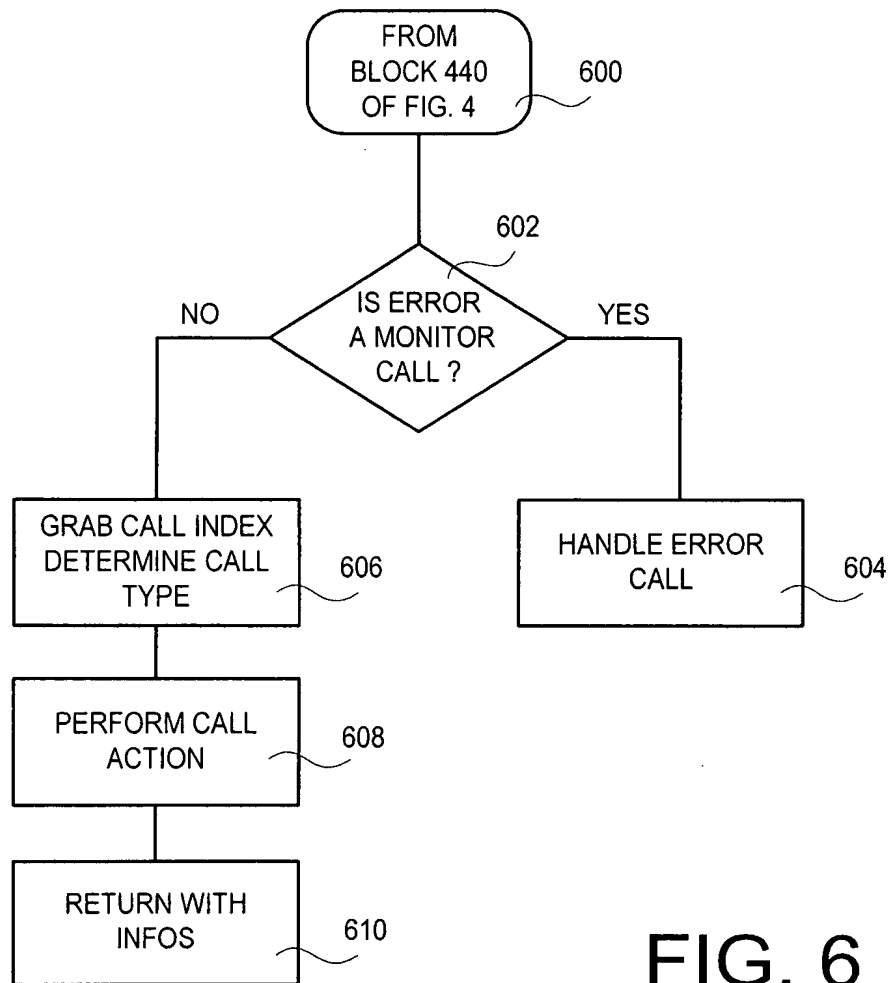 FROM
BLOCK 440
OF FIG. 4
600
602
IS ERROR
A MONITOR
CALL ?
NO
YES
GRAB CALL INDEX
DETERMINE CALL
TYPE
606
HANDLE ERROR
CALL
604
PERFORM CALL
ACTION
608
RETURN WITH
INFOS
610
FIG. 6